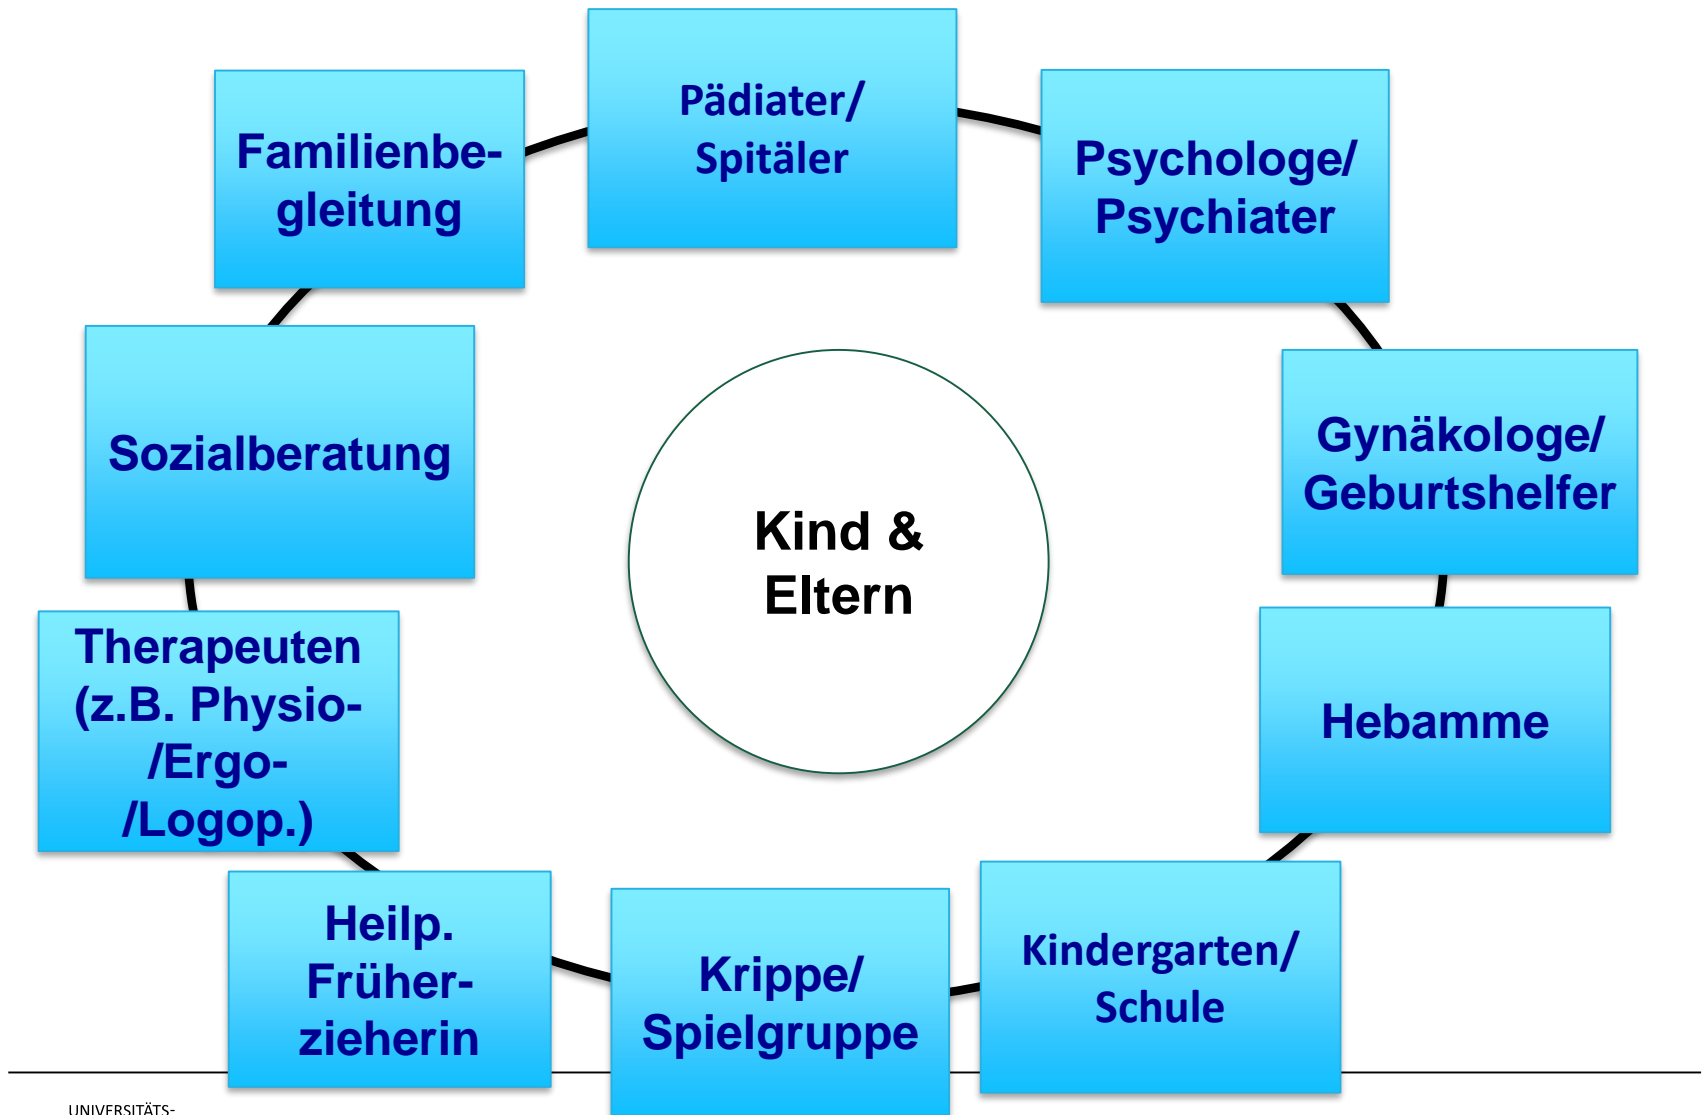 Pädiater/
Spitäler
Familienbe-
gleitung
Psychologe/
Psychiater
Sozialberatung
Gynäkologe/
Geburtshelfer
Kind &
Eltern
Therapeuten
(z.B. Physio-
/Ergo-
/Logop.)
Hebamme
Heilp.
Früher-
zieherin
Krippe/
Spielgruppe
Kindergarten/
Schule
UNIVERSITÄTS-